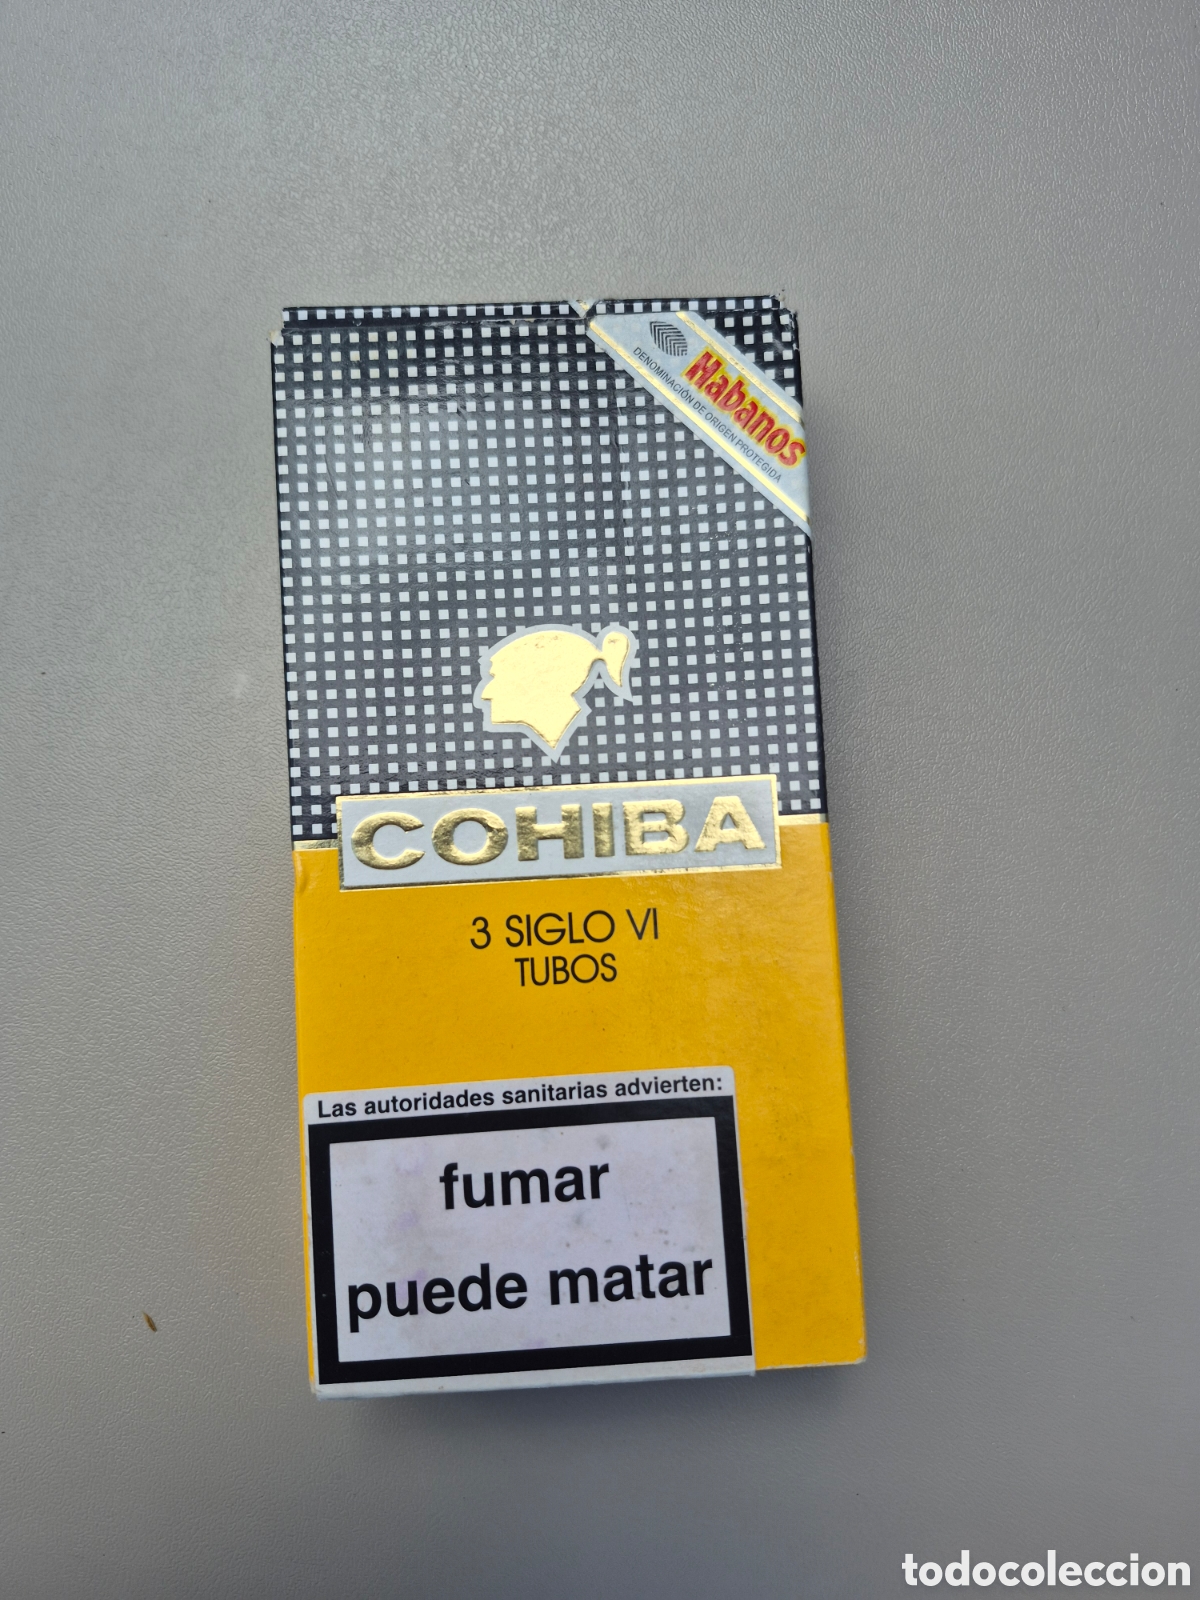 Habanos
DENOMINACIÓN DE ORIGEN PROTEGIDA
COHIBA
3 SIGLO VI
TUBOS
Las autoridades sanitarias advierten:
fumar
puede matar
todocoleccion